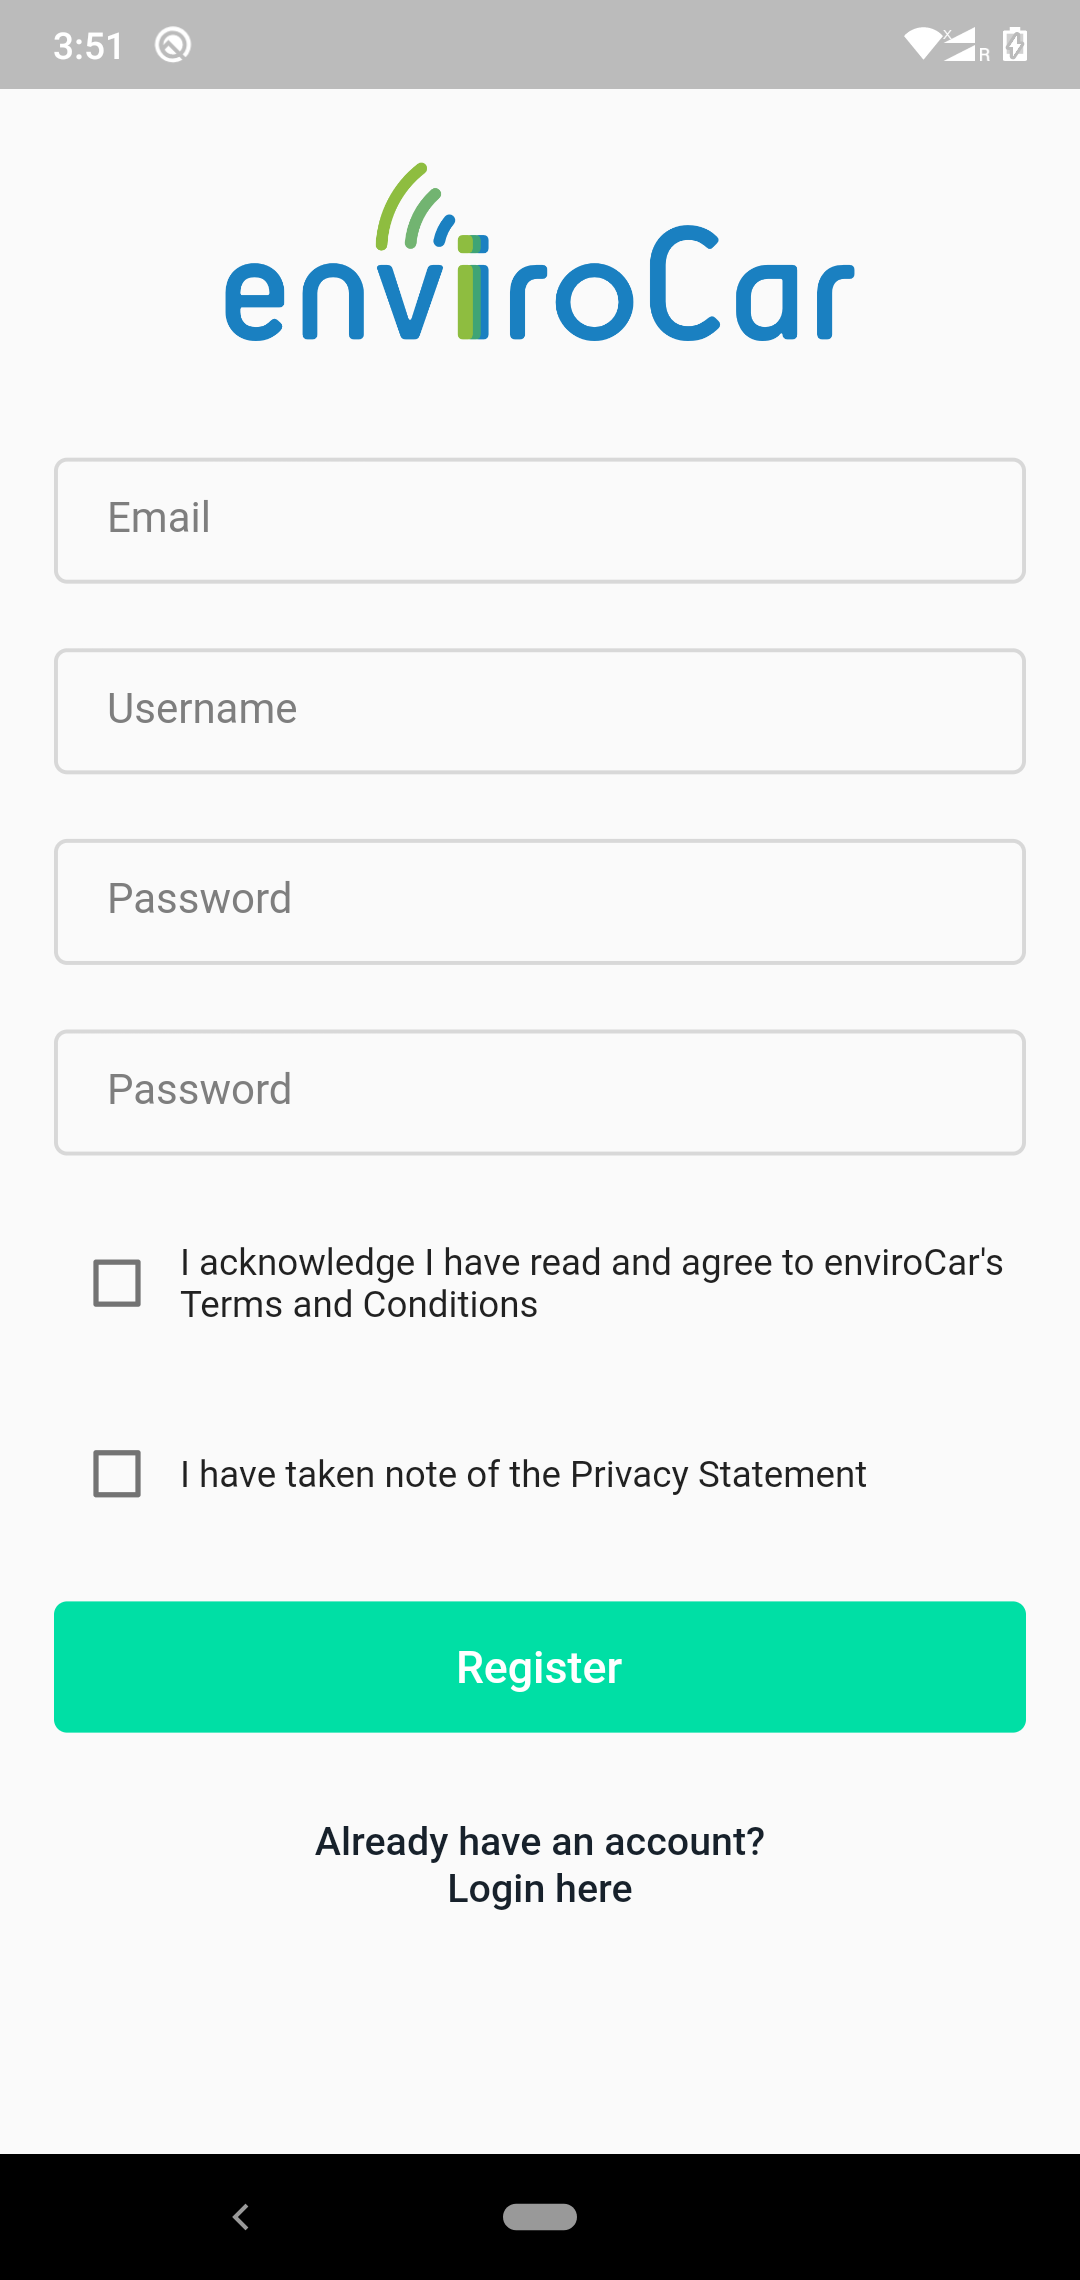 3:51
R
enviroCar
Email
Username
Password
Password
I acknowledge I have read and agree to enviroCar's
Terms and Conditions
I have taken note of the Privacy Statement
Register
Already have an account?
Login here